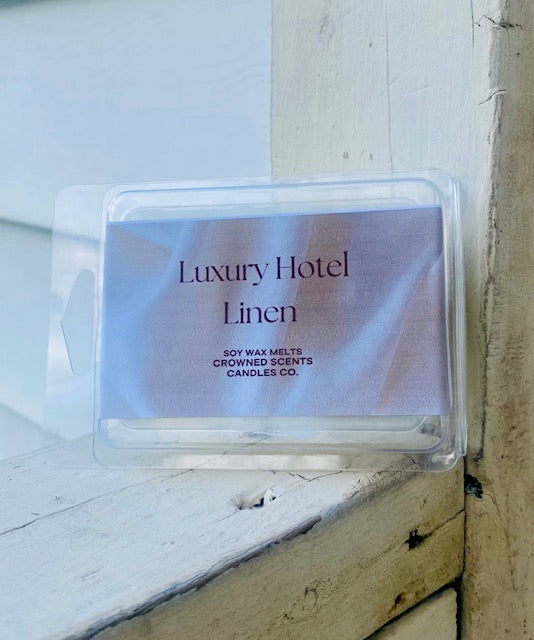 Luxury Hotel
Linen
SOY WAX MELTS
CROWNED SCENTS
CANDLES CO.